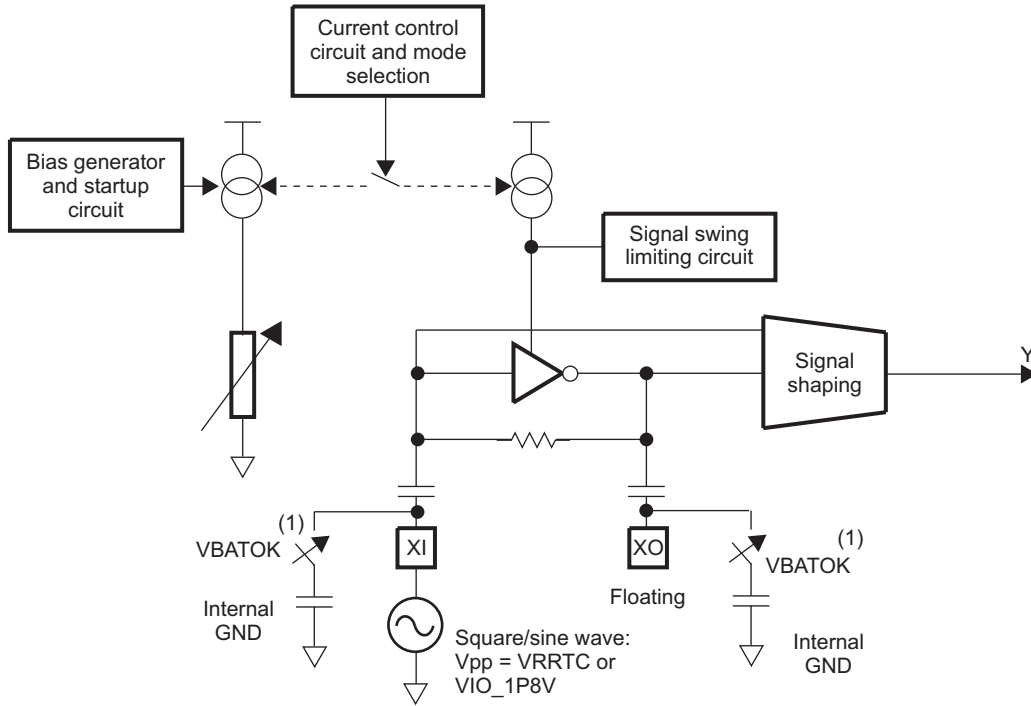 Current control
circuit and mode
selection
Bias generator
and startup
circuit
Signal swing
limiting circuit
Signal
shaping
Y
(1)
VBATOK
XI
XO
(1)
VBATOK
Floating
Internal
GND
Square/sine wave:
Vpp = VRRTC or
VIO_1P8V
Internal
GND